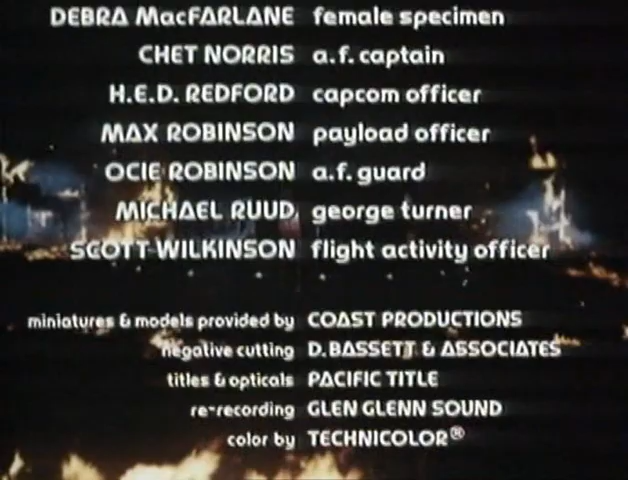 DEBRA MacFARLANE female specimen
CHET NORRIS a.f. captain
H.E.D. REDFORD capcom officer
MAX ROBINSON payload officer
OCIE ROBINSON a.f. guard
MICHAEL RUUD george turner
SCOTT WILKINSON flight activity officer
miniatures & models provided by COAST PRODUCTIONS
negative cutting D. BASSETT & ASSOCIATES
titles & opticals PACIFIC TITLE
re-recording GLEN GLENN SOUND
color by TECHNICOLOR®